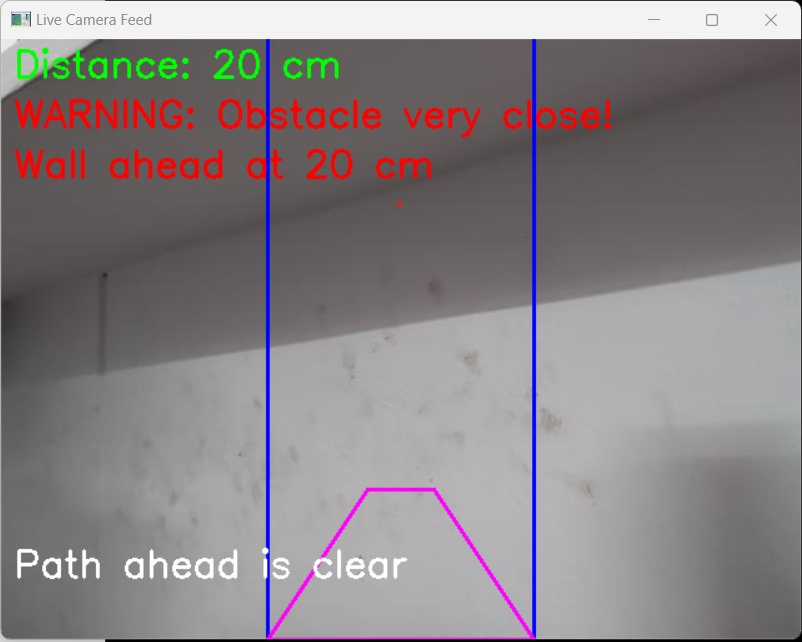 Live Camera Feed
Distance: 20 cm
WARNING: Obstacle very close!
Wall ahead at 20 cm
Path ahead is clear